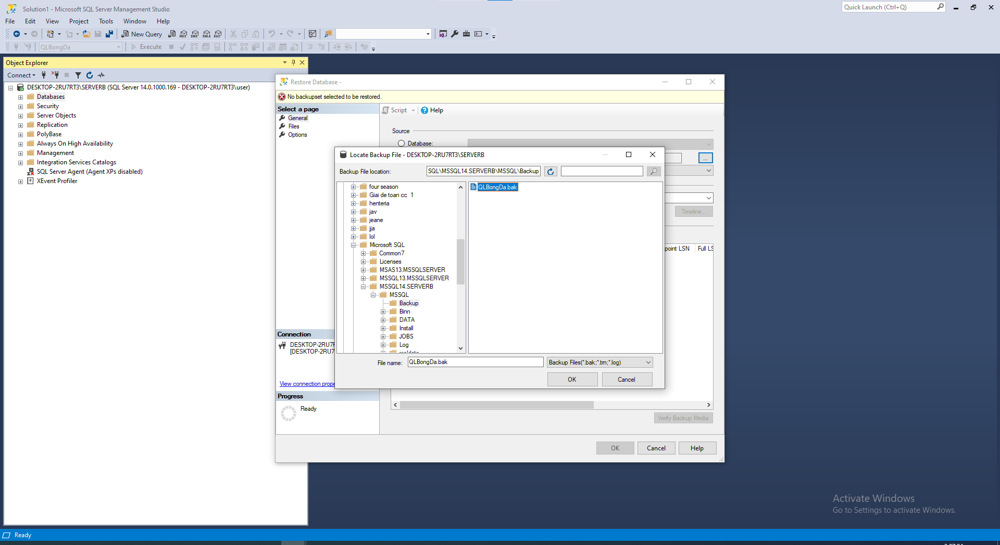 Solution1 - Microsoft SQL Server Management Studio
Quick Launch (Ctrl+Q)
File Edit View Project Tools Window Help
New Query MDX DMX XMLA DAX
QLBongDa Execute
Object Explorer
Connect
DESKTOP-2RU7RT3\SERVERB (SQL Server 14.0.1000.169 - DESKTOP-2RU7RT3\user)
Databases
Security
Server Objects
Replication
PolyBase
Always On High Availability
Management
Integration Services Catalogs
SQL Server Agent (Agent XPs disabled)
XEvent Profiler
Restore Database -
No backupset selected to be restored.
Select a page
General
Files
Options
Script Help
Source
Database:
...
Timeline...
point LSN Full LS
Locate Backup File - DESKTOP-2RU7RT3\SERVERB
Backup File location: SQL\MSSQL14.SERVERB\MSSQL\Backup
four season
Giai de toan cc 1
henteria
jav
jeane
jja
lol
Microsoft SQL
Common7
Licenses
MSAS13.MSSQLSERVER
MSSQL13.MSSQLSERVER
MSSQL14.SERVERB
MSSQL
Backup
Binn
DATA
Install
JOBS
Log
QLBongDa.bak
File name: QLBongDa.bak Backup Files(*.bak;*.trn;*.log)
OK Cancel
Connection
DESKTOP-2RU7R
[DESKTOP-2RU7
View connection prope
Progress
Ready
Verify Backup Media
OK Cancel Help
Activate Windows
Go to Settings to activate Windows.
Ready